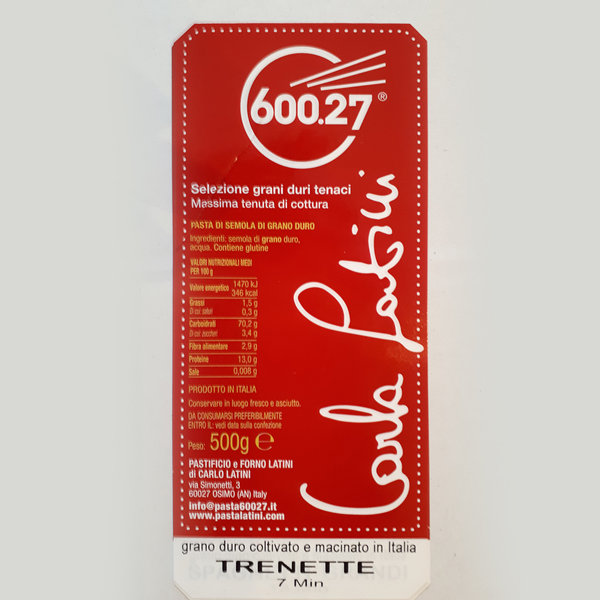 600.27®
Selezione grani duri tenaci
Massima tenuta di cottura
PASTA DI SEMOLA DI GRANO DURO
Ingredienti: semola di grano duro,
acqua. Contiene glutine
VALORI NUTRIZIONALI MEDI
PER 100 g
Valore energetico 1470 kJ
346 kcal
Grassi 1,5 g
Di cui: saturi 0,3 g
Carboidrati 70,2 g
Di cui: zuccheri 3,4 g
Fibra alimentare 2,9 g
Proteine 13,0 g
Sale 0,008 g
PRODOTTO IN ITALIA
Conservare in luogo fresco e asciutto.
DA CONSUMARSI PREFERIBILMENTE
ENTRO IL: vedi data sulla confezione
Peso: 500g ℮
PASTIFICIO e FORNO LATINI
di CARLO LATINI
via Simonetti, 3
60027 OSIMO (AN) Italy
info@pasta60027.it
www.pastalatini.com
Carla Latini
grano duro coltivato e macinato in Italia
TRENETTE
7 Min